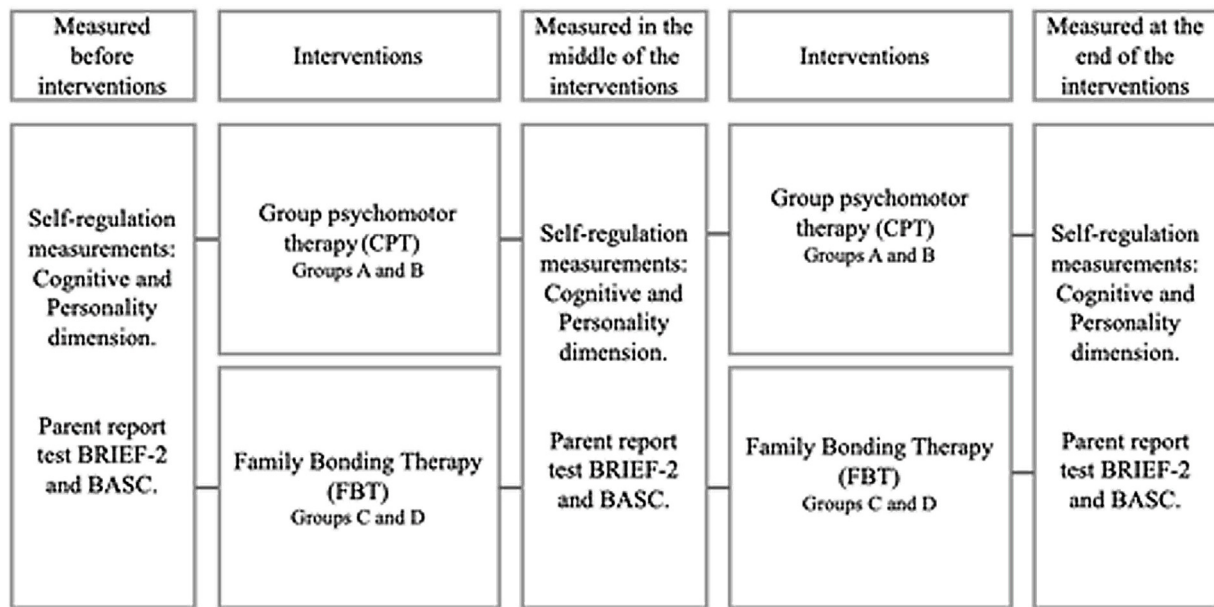 Measured
before
interventions
Interventions
Measured in the
middle of the
interventions
Interventions
Measured at the
end of the
interventions
Self-regulation
measurements:
Cognitive and
Personality
dimension.
Parent report
test BRIEF-2
and BASC.
Group psychomotor
therapy (CPT)
Groups A and B
Family Bonding Therapy
(FBT)
Groups C and D
Self-regulation
measurements:
Cognitive and
Personality
dimension.
Parent report
test BRIEF-2
and BASC.
Group psychomotor
therapy (CPT)
Groups A and B
Family Bonding Therapy
(FBT)
Groups C and D
Self-regulation
measurements:
Cognitive and
Personality
dimension.
Parent report
test BRIEF-2
and BASC.